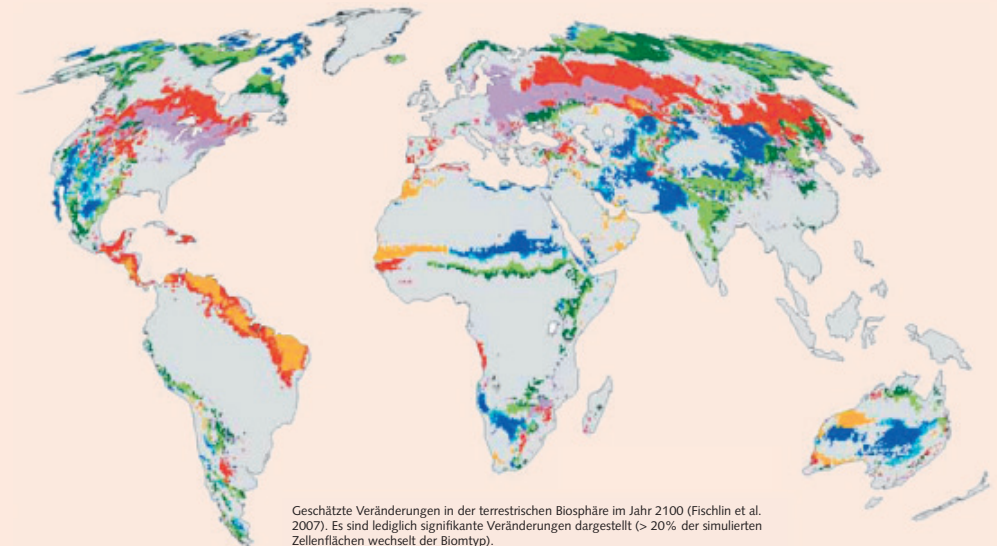 Geschätzte Veränderungen in der terrestrischen Biosphäre im Jahr 2100 (Fischlin et al.
2007). Es sind lediglich signifikante Veränderungen dargestellt (> 20% der simulierten
Zellenflächen wechselt der Biomtyp).